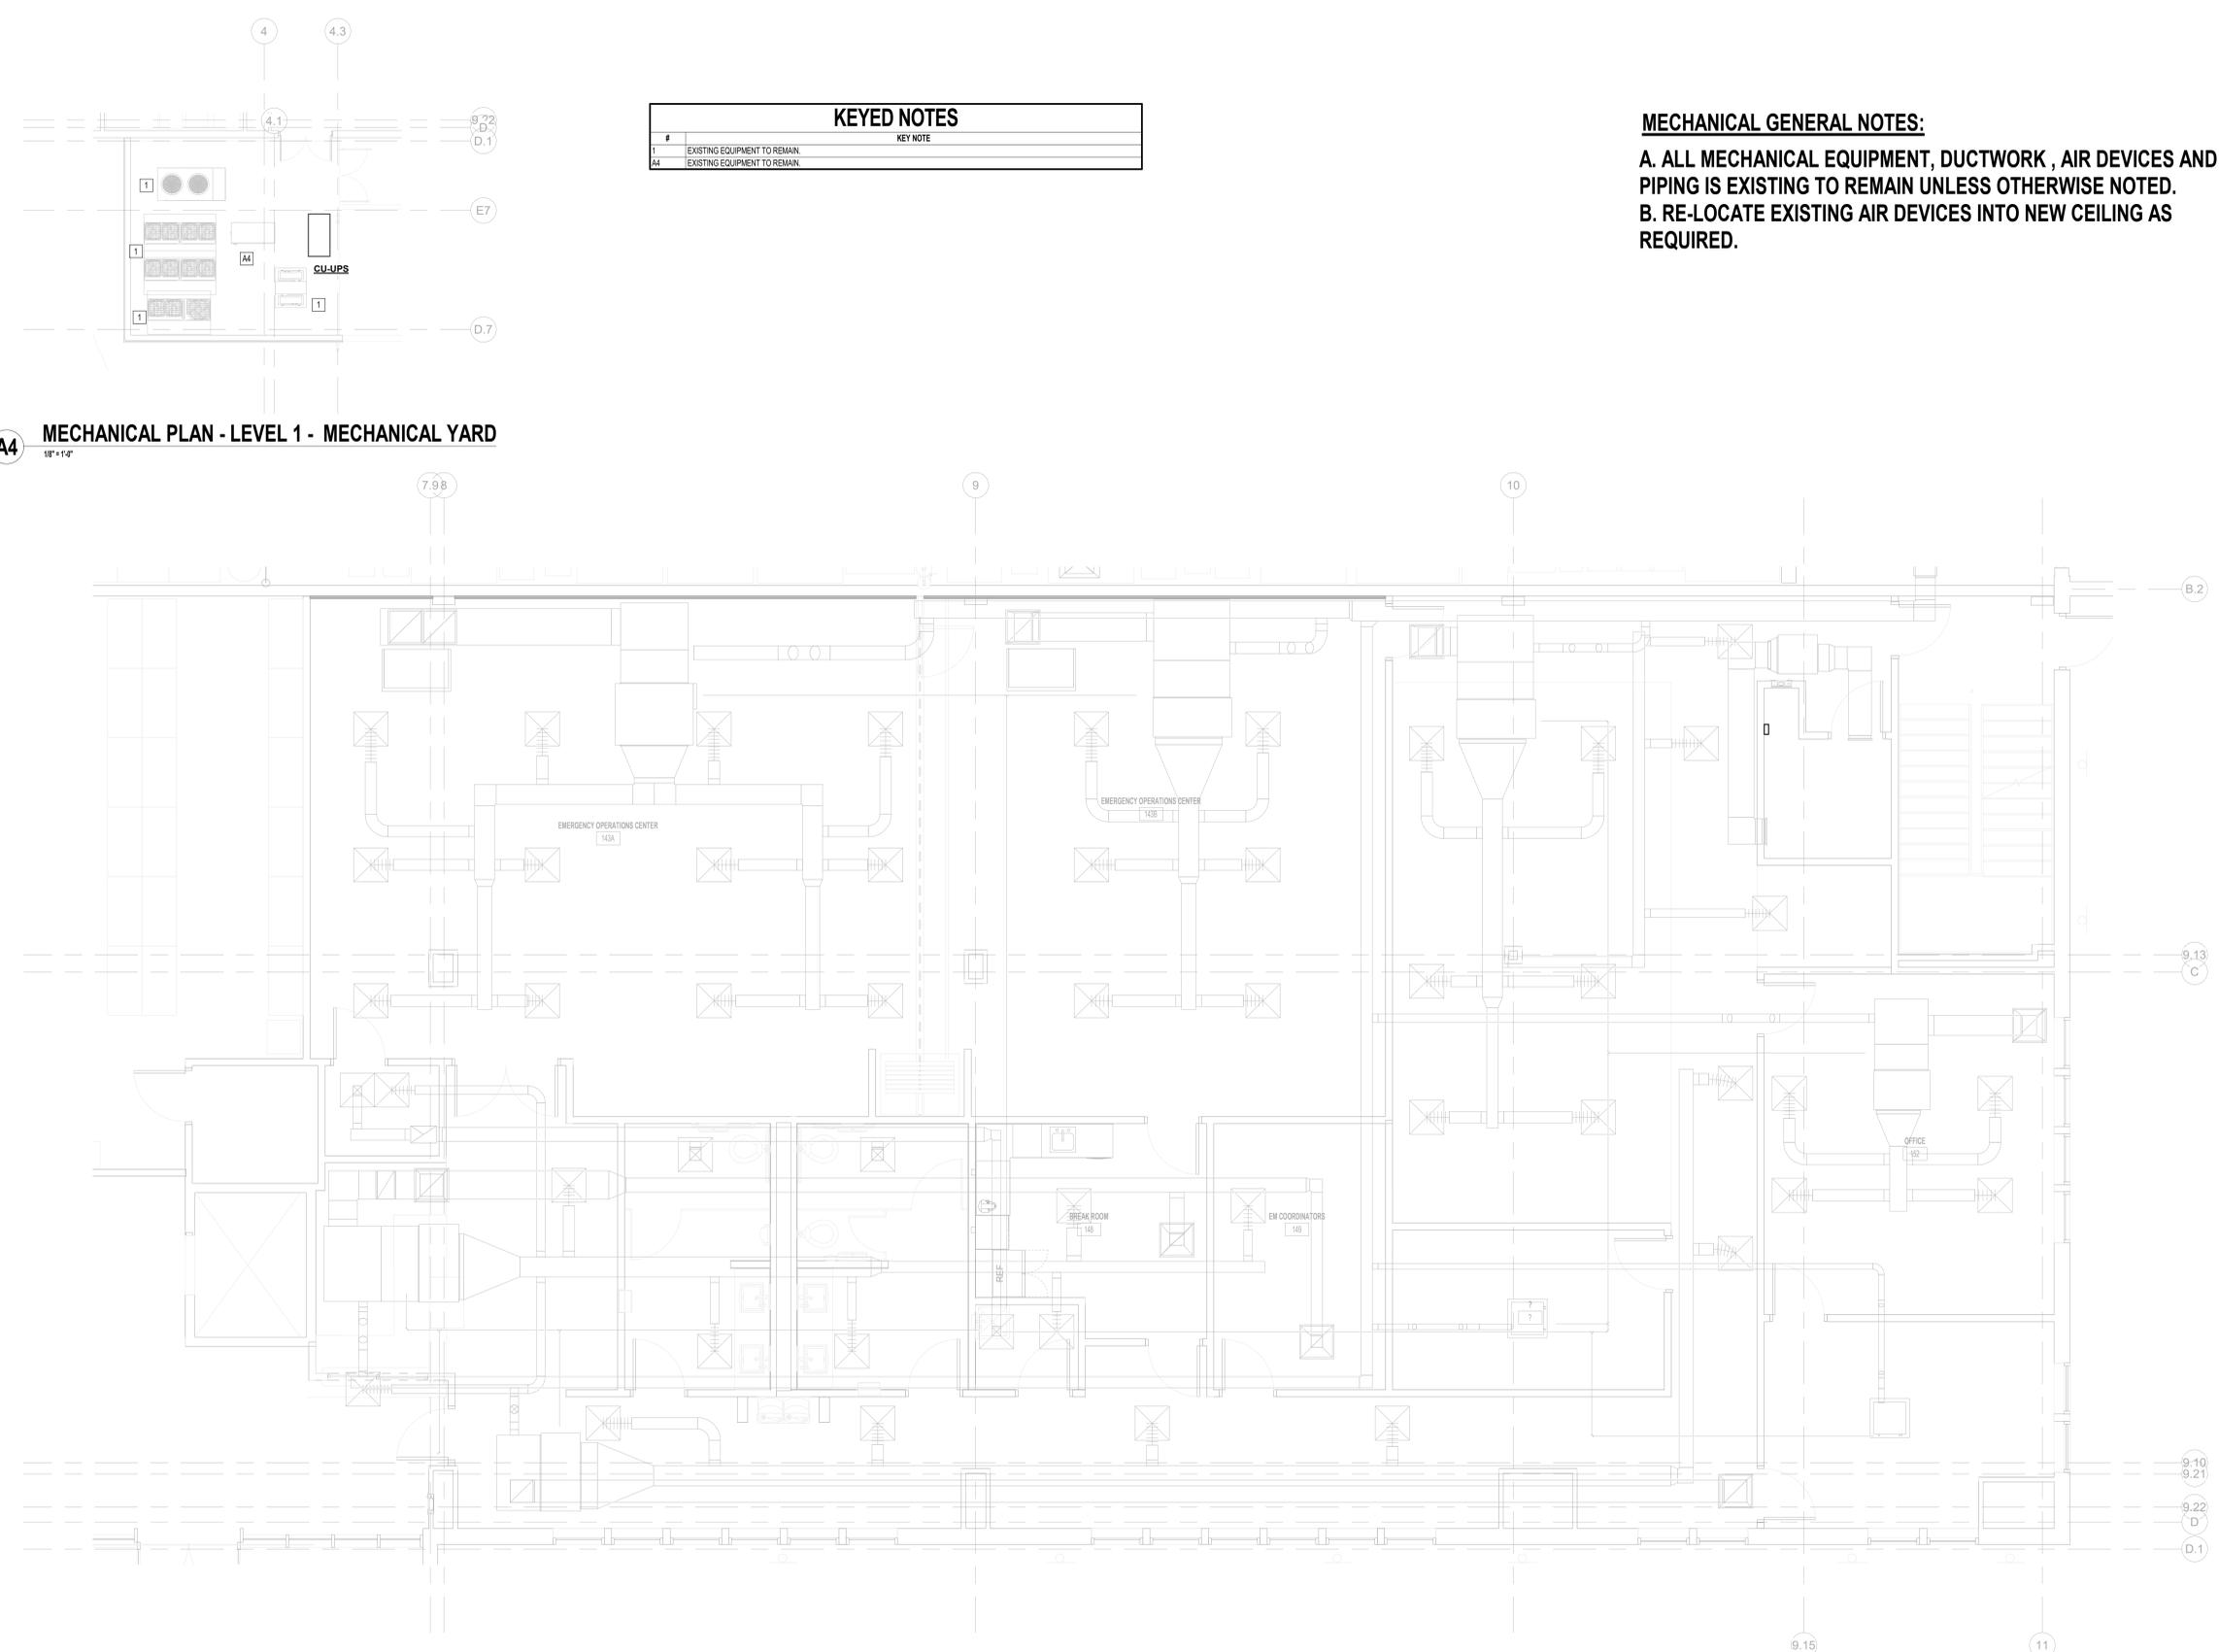 4
4.3
4.1
9.22
D
D.1
E7
D.7
1
1
A4
CU-UPS
1
1
KEYED NOTES
# KEY NOTE
1 EXISTING EQUIPMENT TO REMAIN.
A4 EXISTING EQUIPMENT TO REMAIN.
MECHANICAL GENERAL NOTES:
A. ALL MECHANICAL EQUIPMENT, DUCTWORK , AIR DEVICES AND
PIPING IS EXISTING TO REMAIN UNLESS OTHERWISE NOTED.
B. RE-LOCATE EXISTING AIR DEVICES INTO NEW CEILING AS
REQUIRED.
A4
MECHANICAL PLAN - LEVEL 1 - MECHANICAL YARD
1/8" = 1'-0"
7.9
8
9
10
B.2
EMERGENCY OPERATIONS CENTER
143A
EMERGENCY OPERATIONS CENTER
143B
9.13
C
OFFICE
BREAK ROOM
EM COORDINATORS
149
REF.
?
?
9.10
9.21
9.22
D
D.1
9.15
11